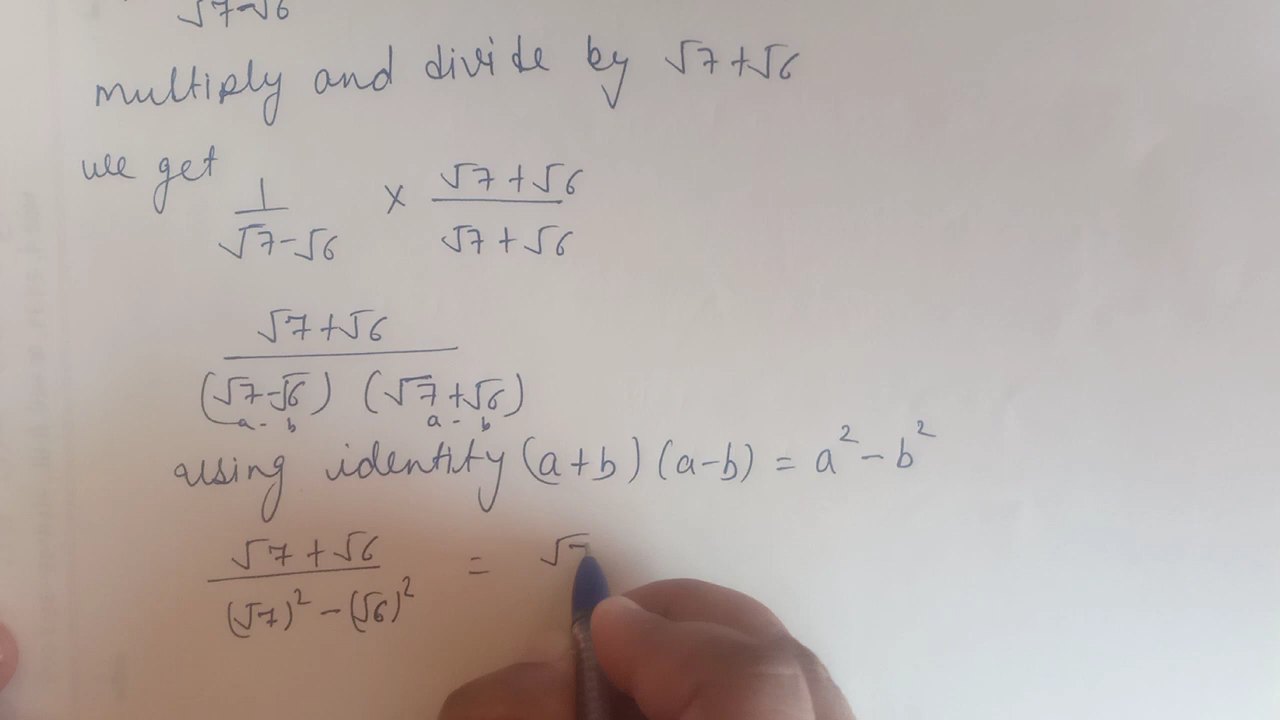 √7-√6
multiply and divide by √7+√6
we get 1/(√7-√6) × (√7+√6)/(√7+√6)
√7+√6
(√7-√6) (√7+√6)
a - b a - b
using identity (a+b) (a-b) = a² - b²
√7+√6 = √7
(√7)² - (√6)²